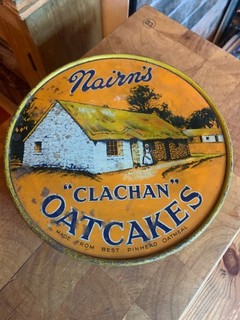 Nairn's
"CLACHAN"
OATCAKES
MADE FROM BEST PINHEAD OATMEAL